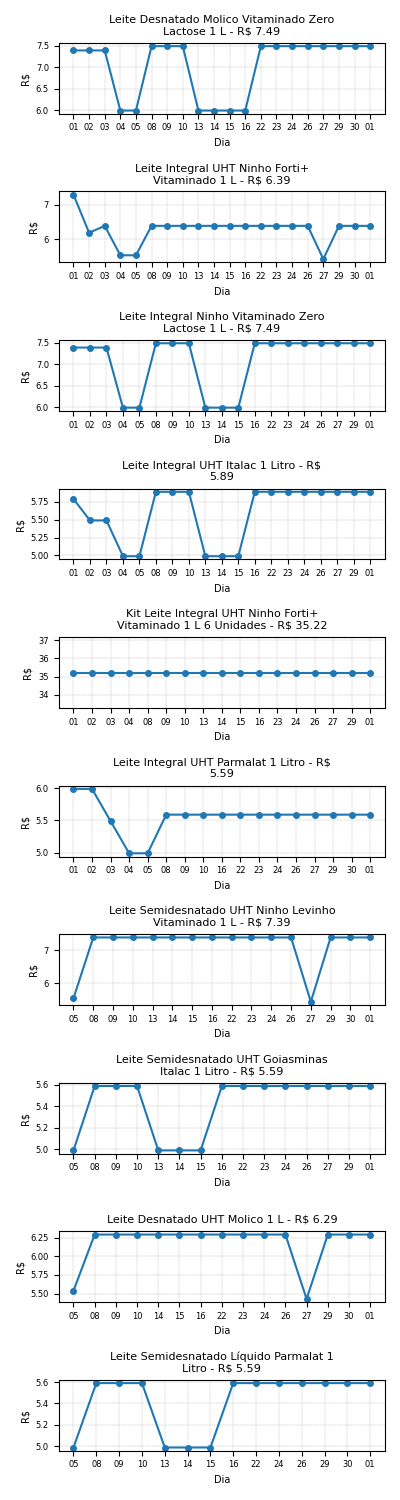 Leite Desnatado Molico Vitaminado Zero
Lactose 1 L - R$ 7.49
7.5
7.0
6.5
6.0
R$
01 02 03 04 05 08 09 10 13 14 15 16 22 23 24 26 27 29 30 01
Dia
Leite Integral UHT Ninho Forti+
Vitaminado 1 L - R$ 6.39
7
6
R$
01 02 03 04 05 08 09 10 13 14 15 16 22 23 24 26 27 29 30 01
Dia
Leite Integral Ninho Vitaminado Zero
Lactose 1 L - R$ 7.49
7.5
7.0
6.5
6.0
R$
01 02 03 04 05 08 09 10 13 14 15 16 22 23 24 26 27 29 30 01
Dia
Leite Integral UHT Italac 1 Litro - R$
5.89
5.75
5.50
5.25
5.00
R$
01 02 03 04 05 08 09 10 13 14 15 16 22 23 24 26 27 29 30 01
Dia
Kit Leite Integral UHT Ninho Forti+
Vitaminado 1 L 6 Unidades - R$ 35.22
37
36
35
34
R$
01 02 03 04 08 09 10 13 14 15 16 23 24 26 27 29 01
Dia
Leite Integral UHT Parmalat 1 Litro - R$
5.59
6.0
5.5
5.0
R$
01 02 03 04 05 08 09 10 16 22 23 24 26 27 29 30 01
Dia
Leite Semidesnatado UHT Ninho Levinho
Vitaminado 1 L - R$ 7.39
7
6
R$
05 08 09 10 13 14 15 16 22 23 24 26 27 29 30 01
Dia
Leite Semidesnatado UHT Goiasminas
Italac 1 Litro - R$ 5.59
5.6
5.4
5.2
5.0
R$
05 08 09 10 13 14 15 16 22 23 24 26 27 29 01
Dia
Leite Desnatado UHT Molico 1 L - R$ 6.29
6.25
6.00
5.75
5.50
R$
05 08 09 10 13 14 15 16 22 23 24 26 27 29 01
Dia
Leite Semidesnatado Líquido Parmalat 1
Litro - R$ 5.59
5.6
5.4
5.2
5.0
R$
05 08 09 10 13 14 15 16 22 24 26 27 29 30 01
Dia